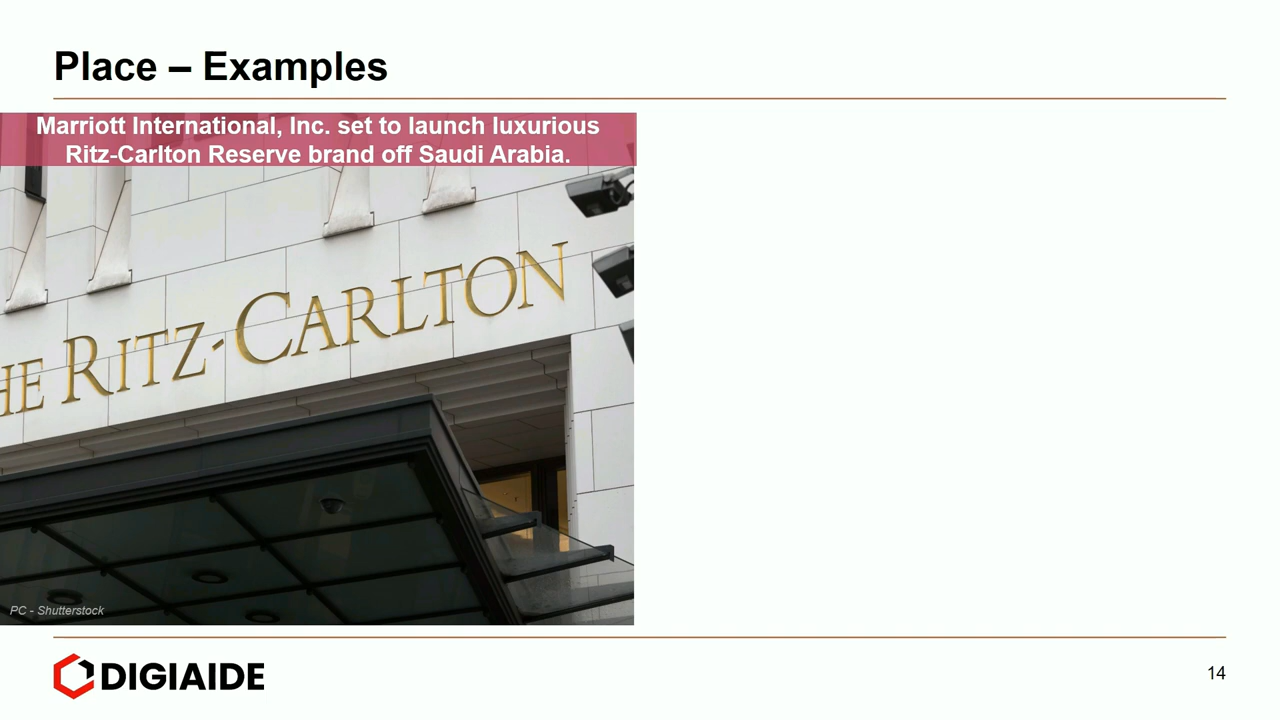 Place – Examples
Marriott International, Inc. set to launch luxurious
Ritz-Carlton Reserve brand off Saudi Arabia.
HE RITZ-CARLTON
PC - Shutterstock
DIGIAIDE
14